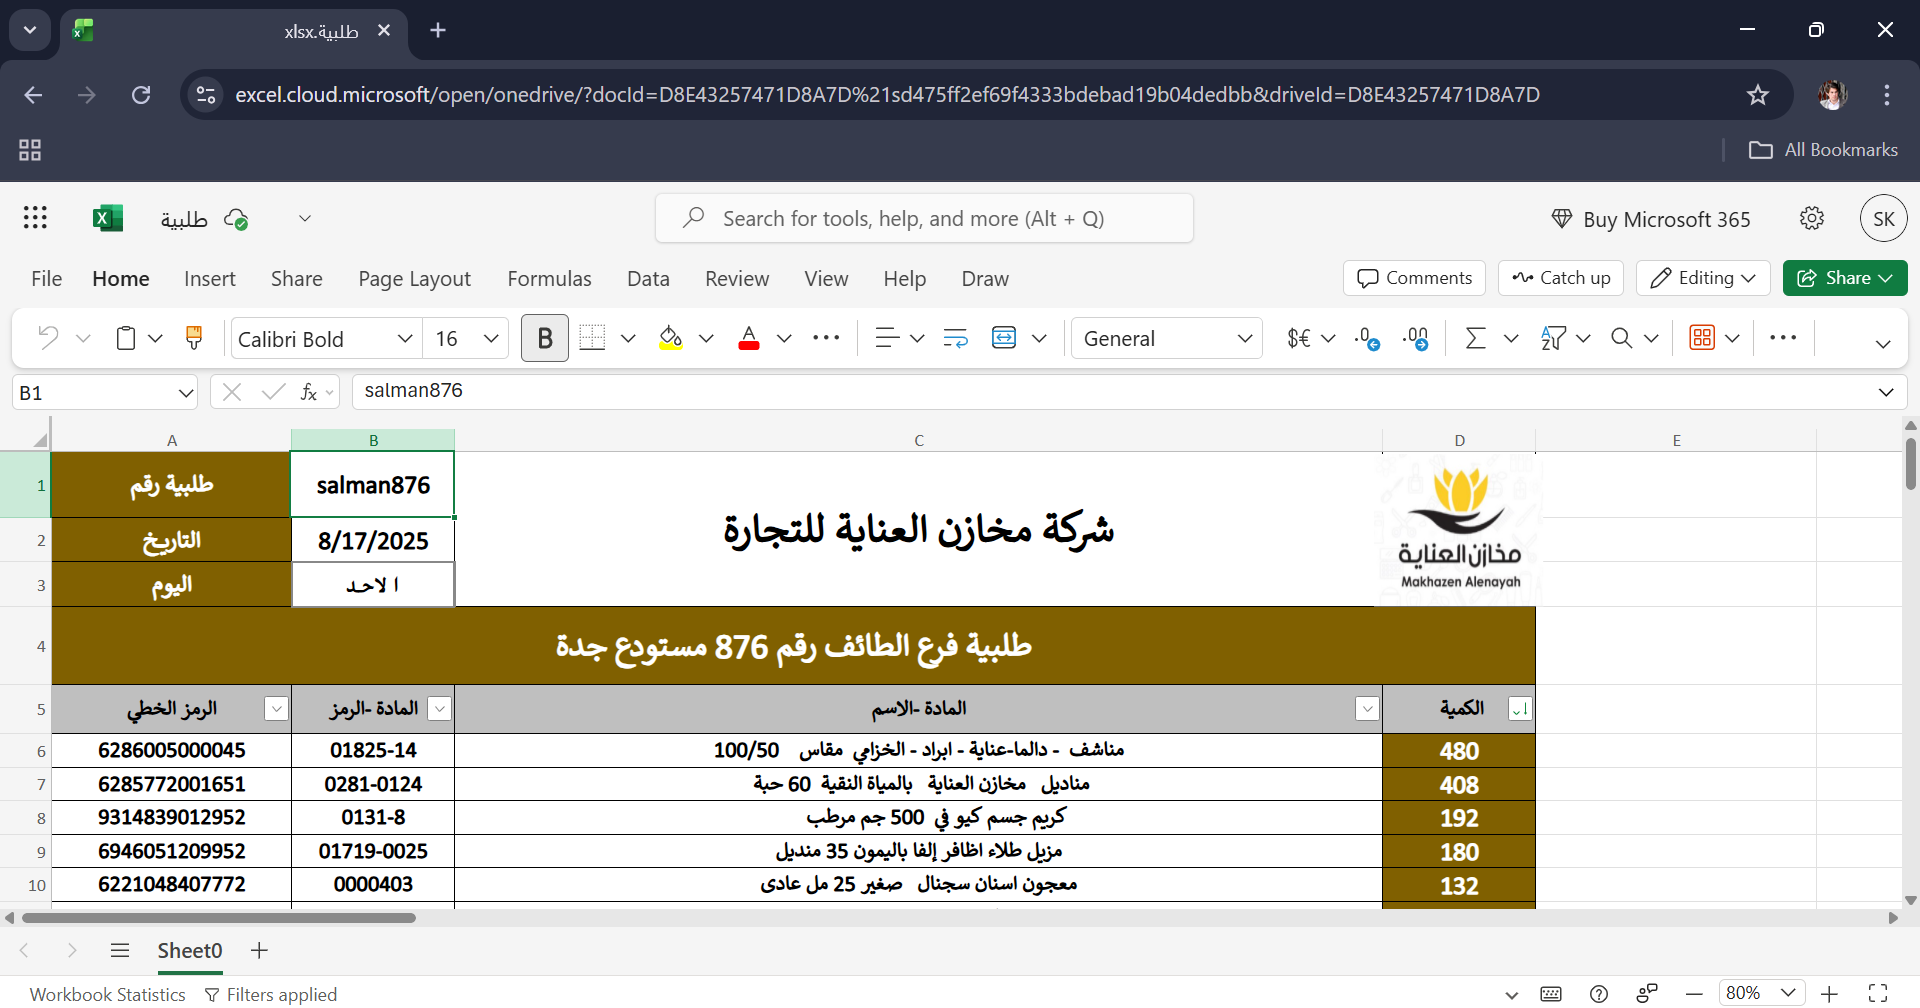 طلبية.xlsx
excel.cloud.microsoft/open/onedrive/?docId=D8E43257471D8A7D%21sd475ff2ef69f4333bdebad19b04dedbb&driveId=D8E43257471D8A7D
All Bookmarks
طلبية
Search for tools, help, and more (Alt + Q)
Buy Microsoft 365
SK
File Home Insert Share Page Layout Formulas Data Review View Help Draw
Comments Catch up Editing Share
Calibri Bold 16 B General
B1 fx salman876
A B C D E
1 طلبية رقم salman876
شركة مخازن العناية للتجارة
مخازن العناية
Makhazen Alenayah
2 التاريخ 8/17/2025
3 اليوم ا لاحد
4 طلبية فرع الطائف رقم 876 مستودع جدة
5 الرمز الخطي المادة -الرمز المادة -الاسم الكمية
6 6286005000045 01825-14 مناشف - دالما-عناية - ابراد - الخزامي مقاس 100/50 480
7 6285772001651 0281-0124 مناديل مخازن العناية بالمياة النقية 60 حبة 408
8 9314839012952 0131-8 كريم جسم كيو في 500 جم مرطب 192
9 6946051209952 01719-0025 مزيل طلاء اظافر إلفا باليمون 35 منديل 180
10 6221048407772 0000403 معجون اسنان سجنال صغير 25 مل عادى 132
Sheet0
Workbook Statistics Filters applied 80%